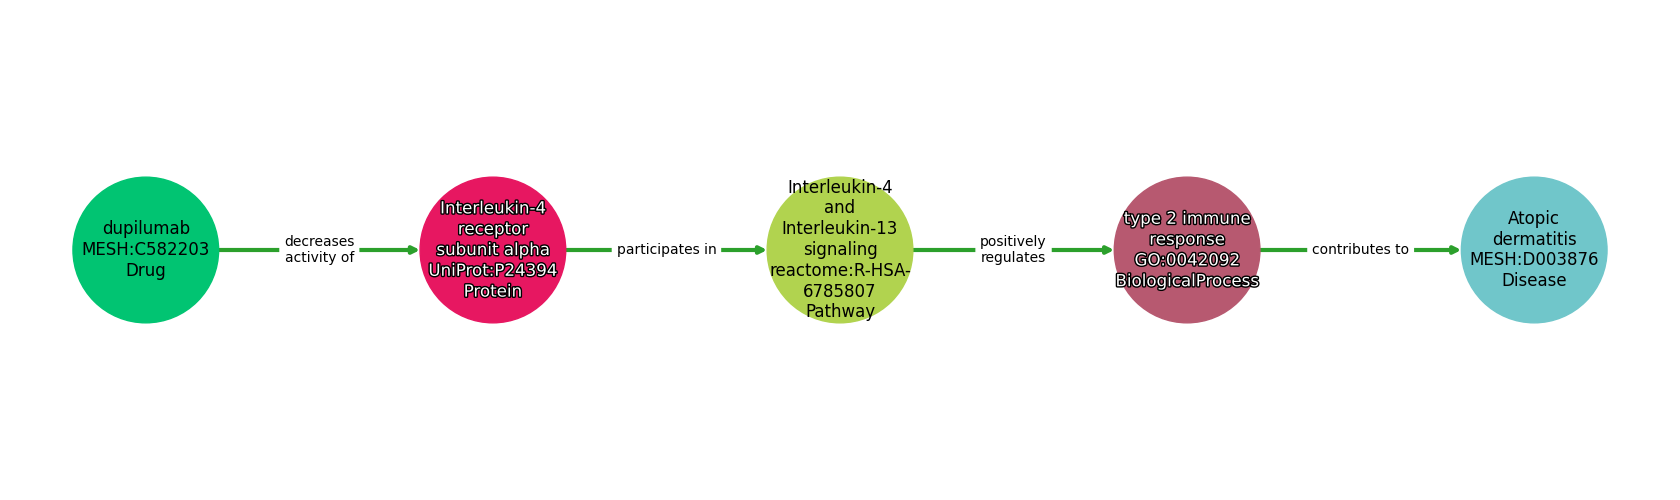 dupilumab
MESH:C582203
Drug
decreases
activity of
Interleukin-4
receptor
subunit alpha
UniProt:P24394
Protein
participates in
Interleukin-4
and
Interleukin-13
signaling
reactome:R-HSA-
6785807
Pathway
positively
regulates
type 2 immune
response
GO:0042092
BiologicalProcess
contributes to
Atopic
dermatitis
MESH:D003876
Disease